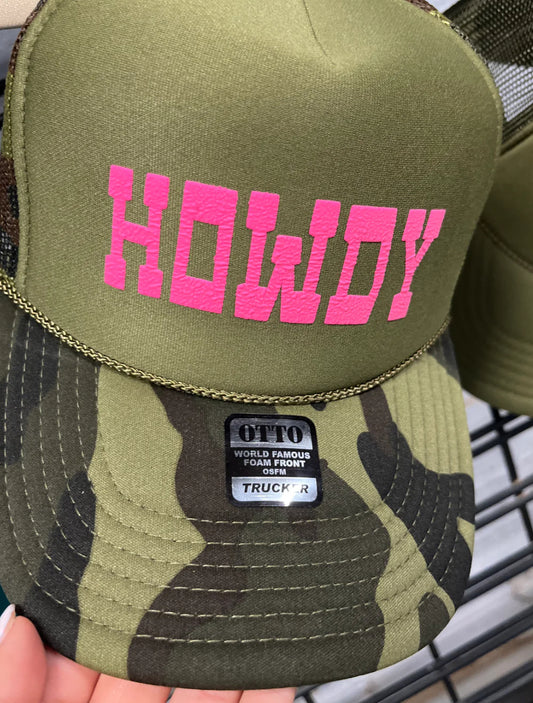 HOWDY
OTTO
WORLD FAMOUS
FOAM FRONT
OSFM
TRUCKER